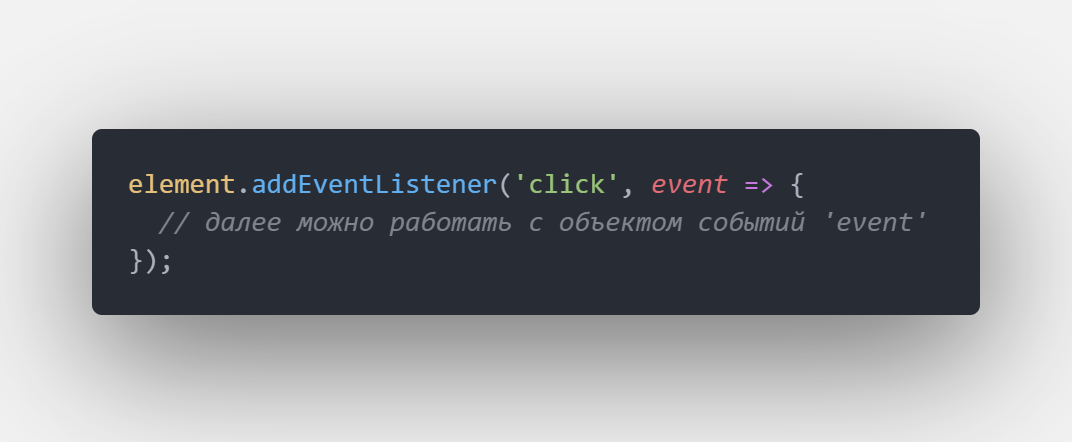 element.addEventListener('click', event => {
  // далее можно работать с объектом событий 'event'
});